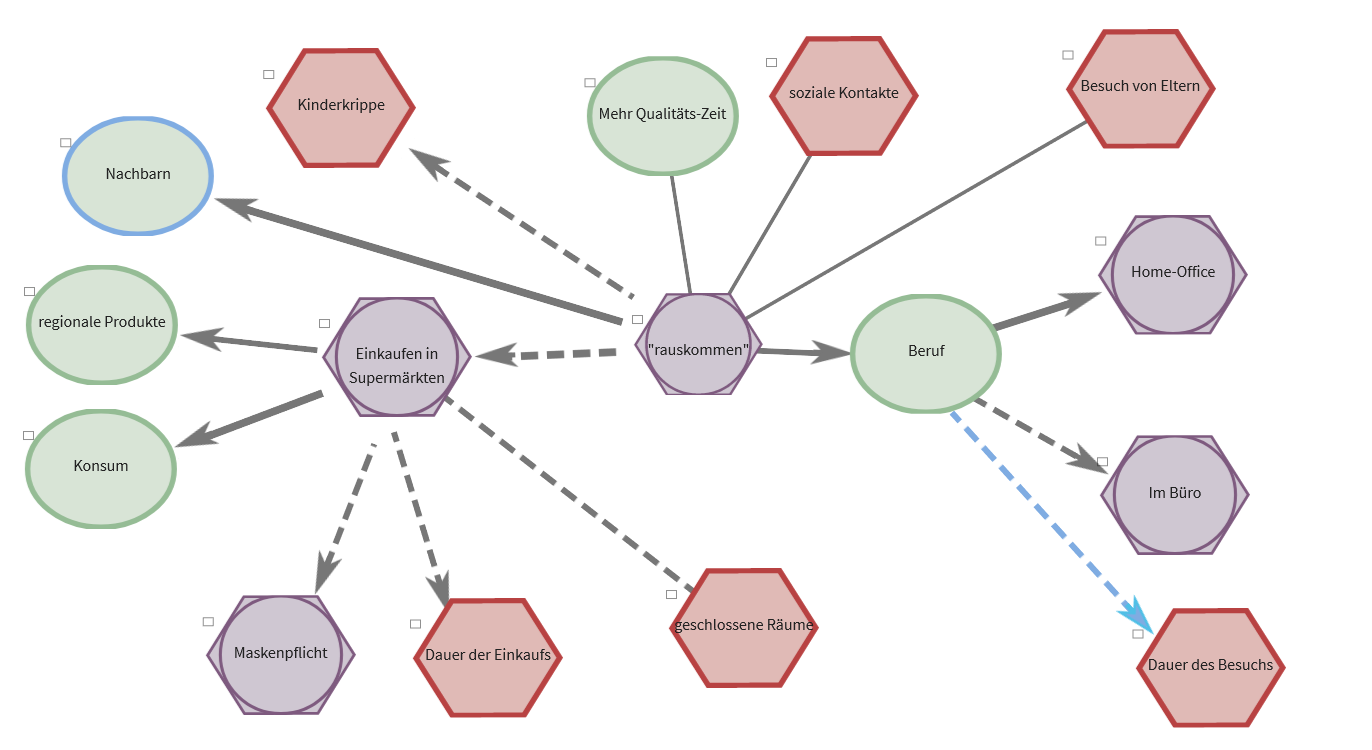 Kinderkrippe
Mehr Qualitäts-Zeit
soziale Kontakte
Besuch von Eltern
Nachbarn
Home-Office
regionale Produkte
Einkaufen in
Supermärkten
"rauskommen"
Beruf
Konsum
Im Büro
Maskenpflicht
Dauer der Einkaufs
geschlossene Räume
Dauer des Besuchs